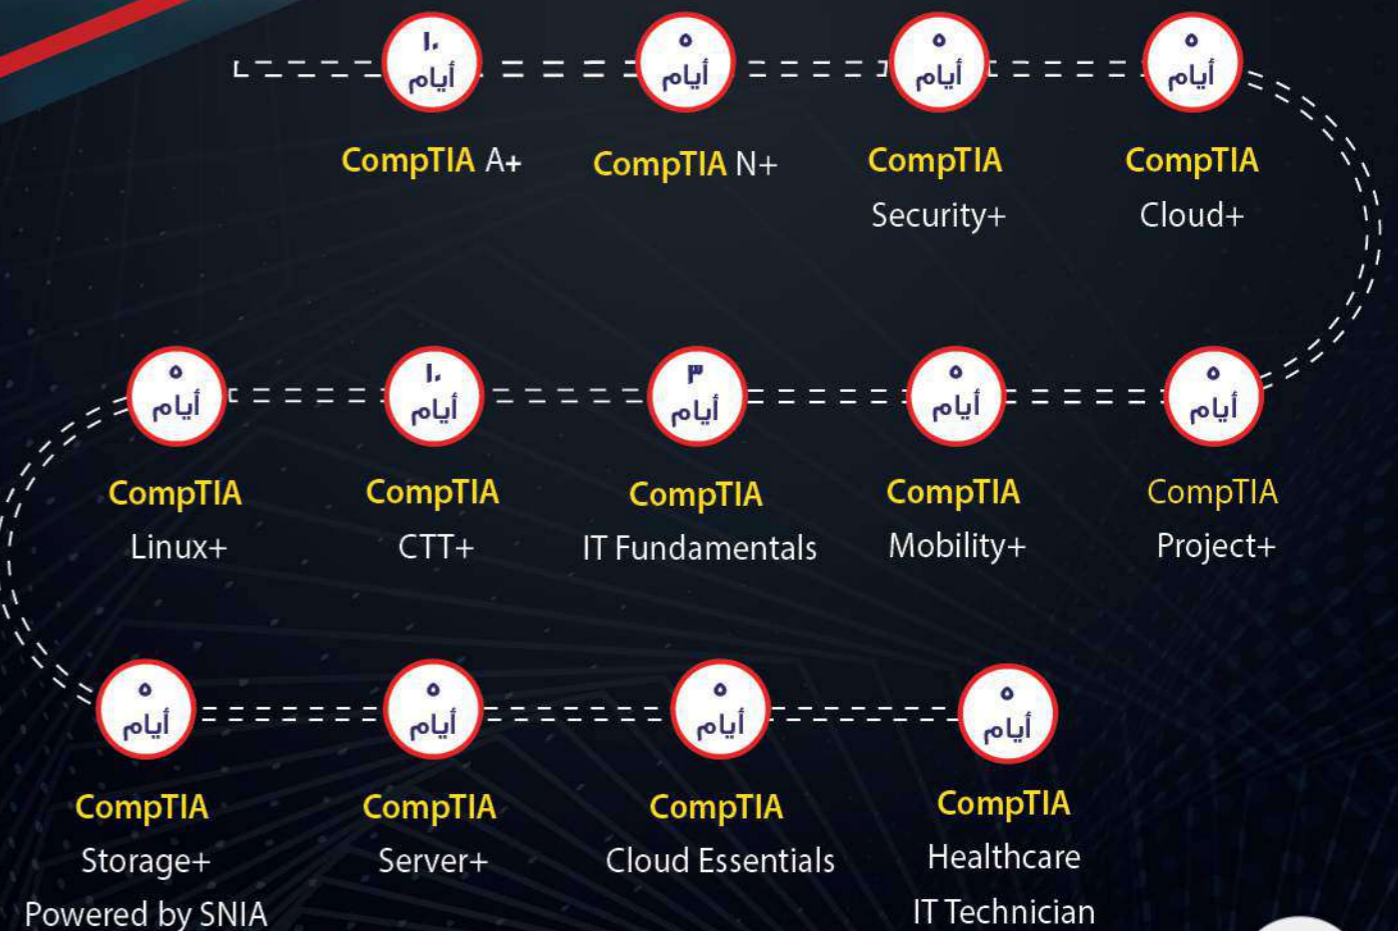 ١٠
أيام
CompTIA A+
٥
أيام
CompTIA N+
٥
أيام
CompTIA
Security+
٥
أيام
CompTIA
Cloud+
٥
أيام
CompTIA
Project+
٥
أيام
CompTIA
Mobility+
٣
أيام
CompTIA
IT Fundamentals
١٠
أيام
CompTIA
CTT+
٥
أيام
CompTIA
Linux+
٥
أيام
CompTIA
Storage+
Powered by SNIA
٥
أيام
CompTIA
Server+
٥
أيام
CompTIA
Cloud Essentials
٥
أيام
CompTIA
Healthcare
IT Technician